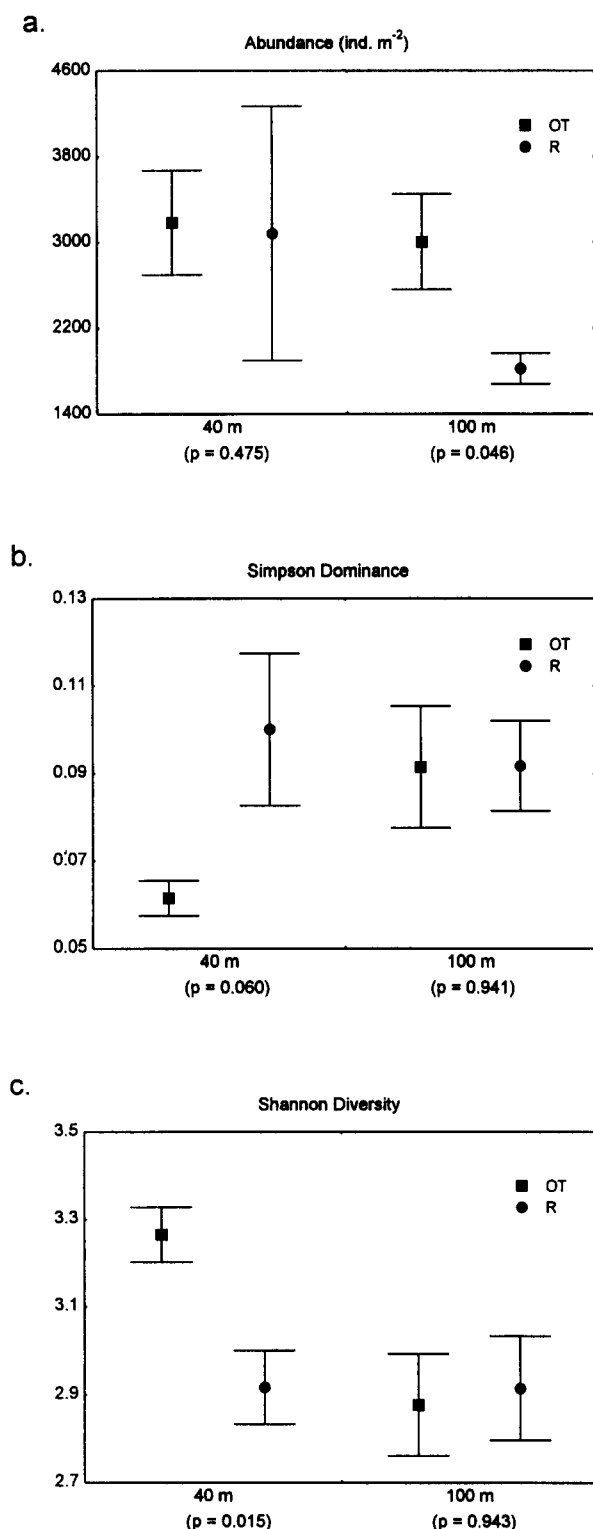 a.
Abundance (ind. m⁻²)
4600
3800
3000
2200
1400
OT
R
40 m
100 m
(p = 0.475)
(p = 0.046)
b.
Simpson Dominance
0.13
0.11
0.09
0.07
0.05
OT
R
40 m
100 m
(p = 0.060)
(p = 0.941)
c.
Shannon Diversity
3.5
3.3
3.1
2.9
2.7
OT
R
40 m
100 m
(p = 0.015)
(p = 0.943)